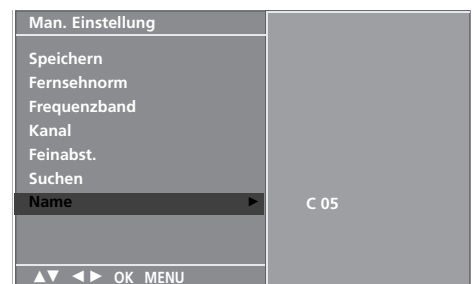 Man. Einstellung
Speichern
Fernsehnorm
Frequenzband
Kanal
Feinabst.
Suchen
Name ► C 05
▲▼ ◄► OK MENU